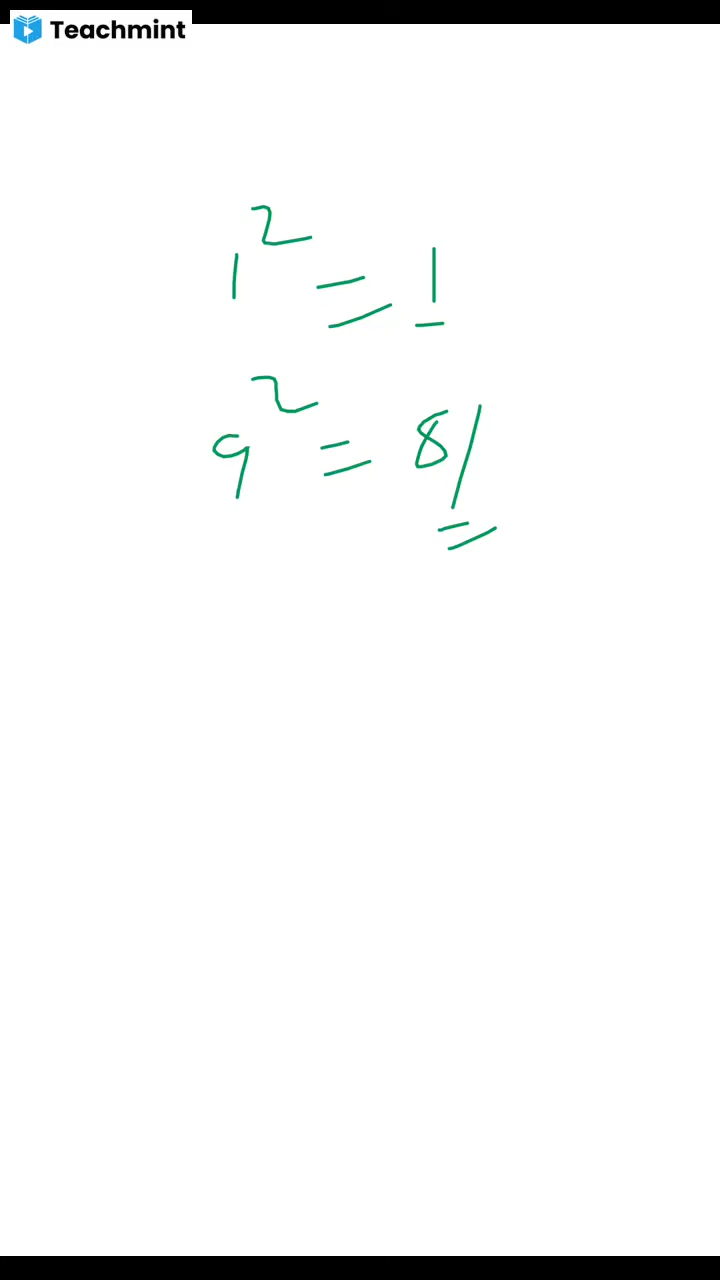 Teachmint
1² = 1
9² = 81